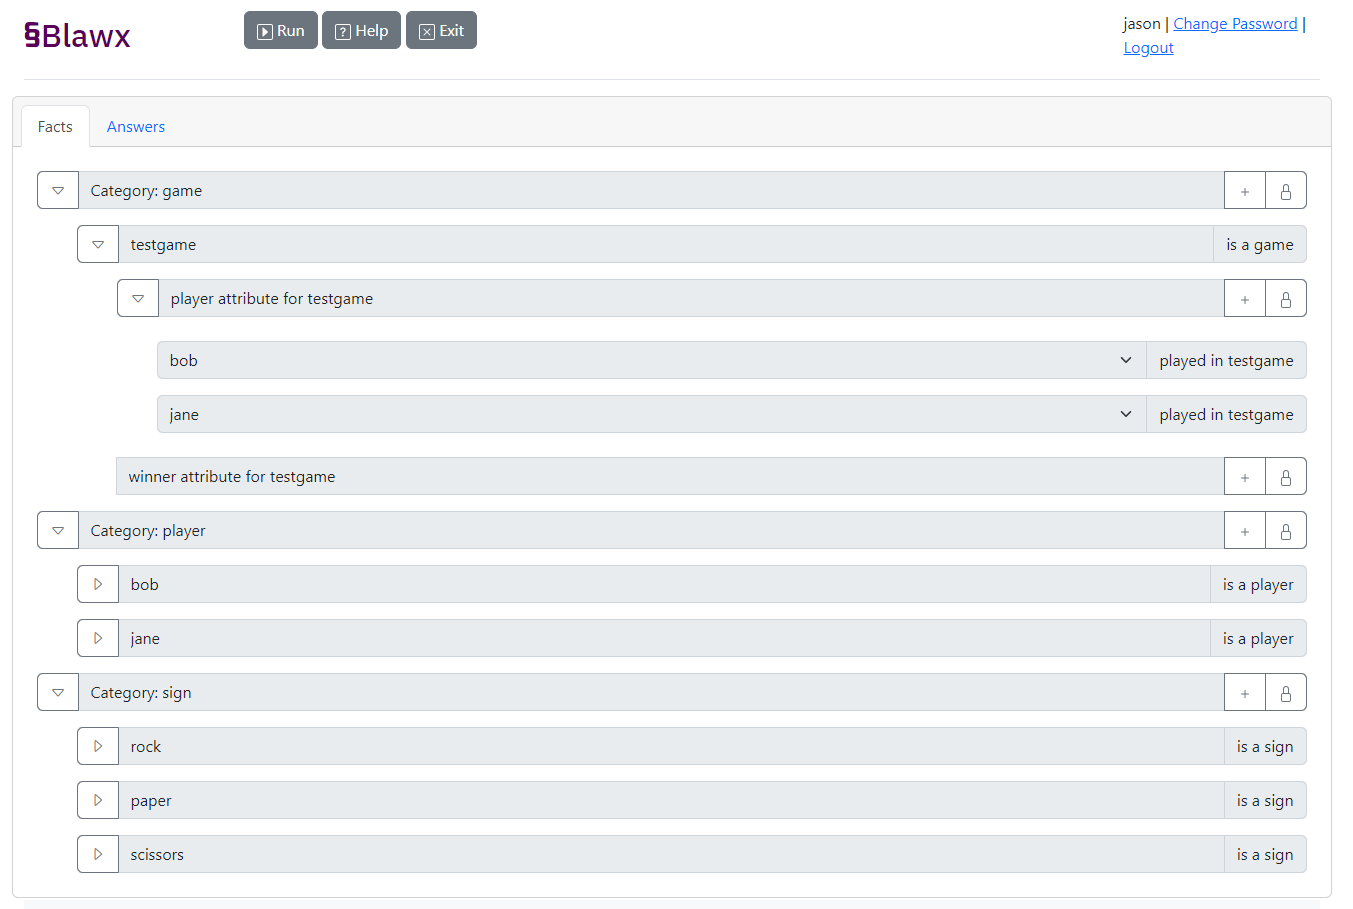 §Blawx
Run Help Exit
jason | Change Password |
Logout
Facts Answers
Category: game
testgame is a game
player attribute for testgame
bob played in testgame
jane played in testgame
winner attribute for testgame
Category: player
bob is a player
jane is a player
Category: sign
rock is a sign
paper is a sign
scissors is a sign